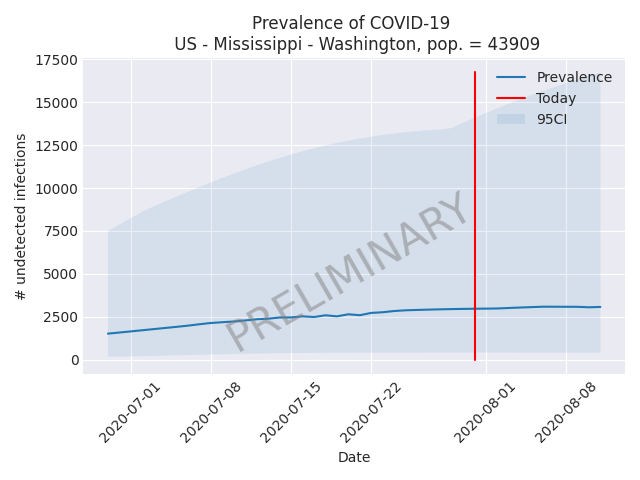 Prevalence of COVID-19
US - Mississippi - Washington, pop. = 43909
17500
15000
12500
10000
7500
5000
2500
0
# undetected infections
Prevalence
Today
95CI
PRELIMINARY
2020-07-01
2020-07-08
2020-07-15
2020-07-22
2020-08-01
2020-08-08
Date